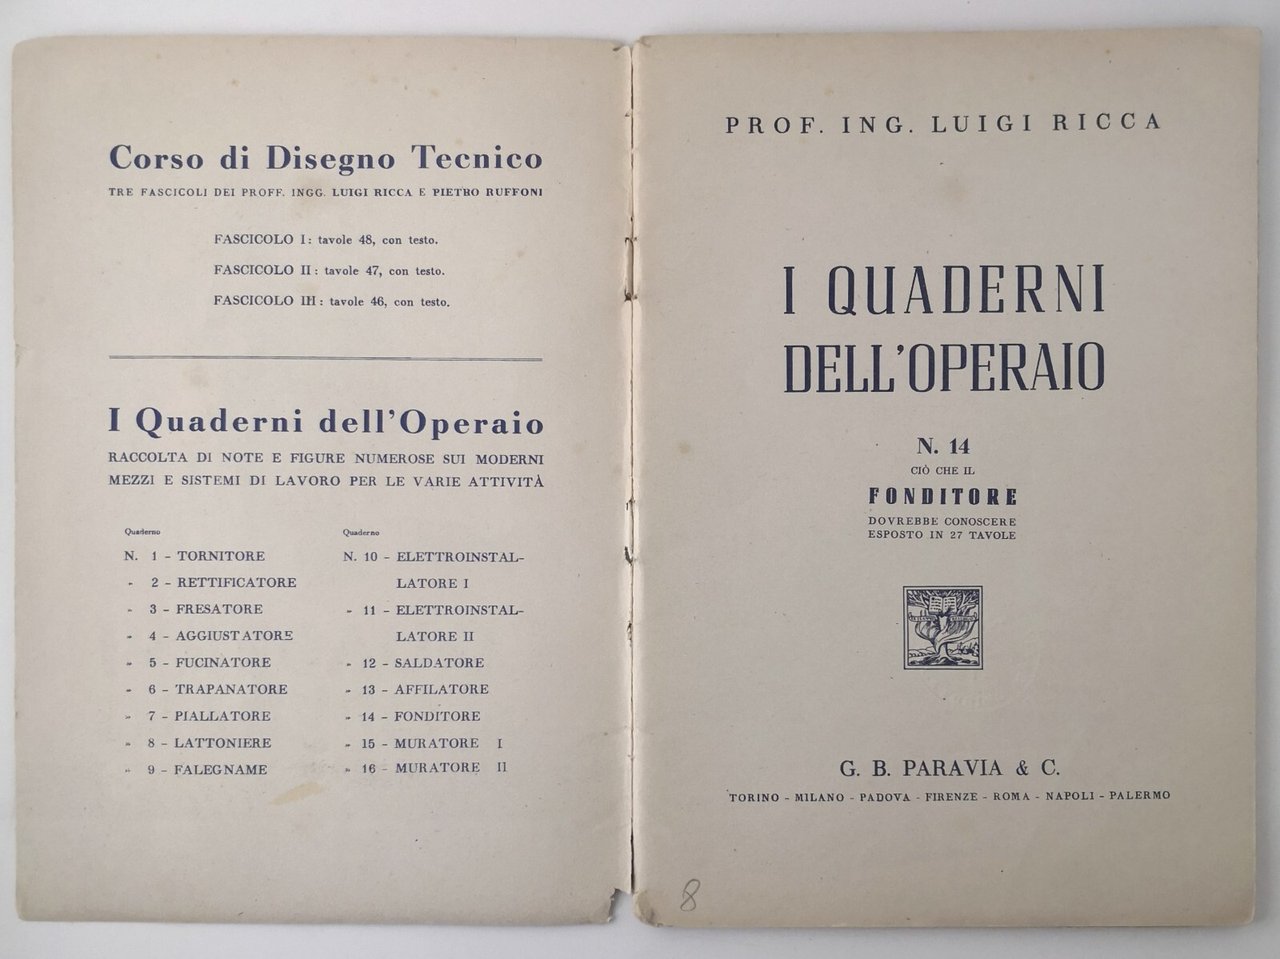 Corso di Disegno Tecnico
TRE FASCICOLI DEI PROFF. INGG. LUIGI RICCA E PIETRO RUFFONI
FASCICOLO I: tavole 48, con testo.
FASCICOLO II: tavole 47, con testo.
FASCICOLO III: tavole 46, con testo.
I Quaderni dell'Operaio
RACCOLTA DI NOTE E FIGURE NUMEROSE SUI MODERNI
MEZZI E SISTEMI DI LAVORO PER LE VARIE ATTIVITÀ
Quaderno
N. 1 - TORNITORE
» 2 - RETTIFICATORE
» 3 - FRESATORE
» 4 - AGGIUSTATORE
» 5 - FUCINATORE
» 6 - TRAPANATORE
» 7 - PIALLATORE
» 8 - LATTONIERE
» 9 - FALEGNAME
Quaderno
N. 10 - ELETTROINSTAL-
LATORE I
» 11 - ELETTROINSTAL-
LATORE II
» 12 - SALDATORE
» 13 - AFFILATORE
» 14 - FONDITORE
» 15 - MURATORE I
» 16 - MURATORE II
PROF. ING. LUIGI RICCA
I QUADERNI
DELL'OPERAIO
N. 14
CIÒ CHE IL
FONDITORE
DOVREBBE CONOSCERE
ESPOSTO IN 27 TAVOLE
G. B. PARAVIA & C.
TORINO - MILANO - PADOVA - FIRENZE - ROMA - NAPOLI - PALERMO
8